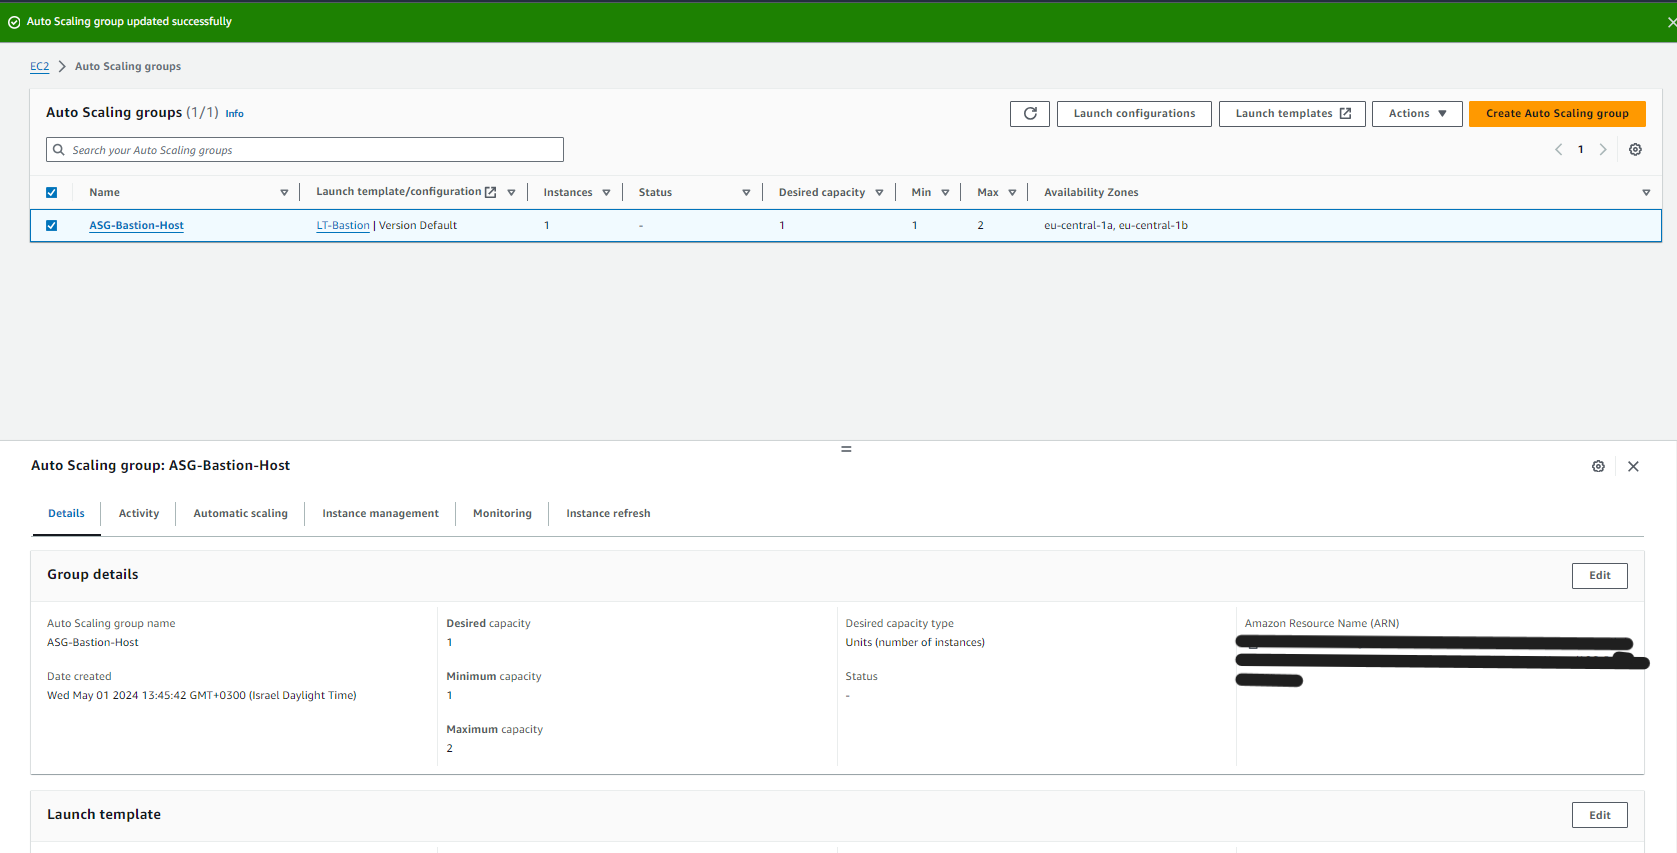 Auto Scaling group updated successfully
EC2 Auto Scaling groups
Auto Scaling groups (1/1) Info
Launch configurations Launch templates Actions Create Auto Scaling group
Search your Auto Scaling groups
1
Name Launch template/configuration Instances Status Desired capacity Min Max Availability Zones
ASG-Bastion-Host LT-Bastion | Version Default 1 - 1 1 2 eu-central-1a, eu-central-1b
Auto Scaling group: ASG-Bastion-Host
Details Activity Automatic scaling Instance management Monitoring Instance refresh
Group details Edit
Auto Scaling group name
ASG-Bastion-Host
Date created
Wed May 01 2024 13:45:42 GMT+0300 (Israel Daylight Time)
Desired capacity
1
Minimum capacity
1
Maximum capacity
2
Desired capacity type
Units (number of instances)
Status
-
Amazon Resource Name (ARN)
Launch template Edit